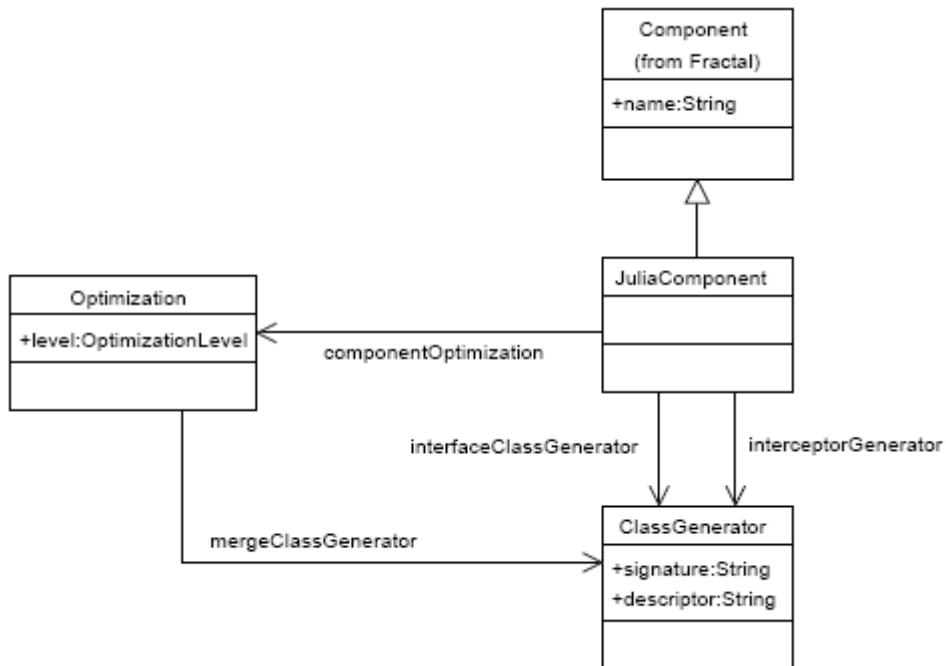 Component
(from Fractal)
+name:String
JuliaComponent
Optimization
+level:OptimizationLevel
componentOptimization
interfaceClassGenerator
interceptorGenerator
ClassGenerator
mergeClassGenerator
+signature:String
+descriptor:String